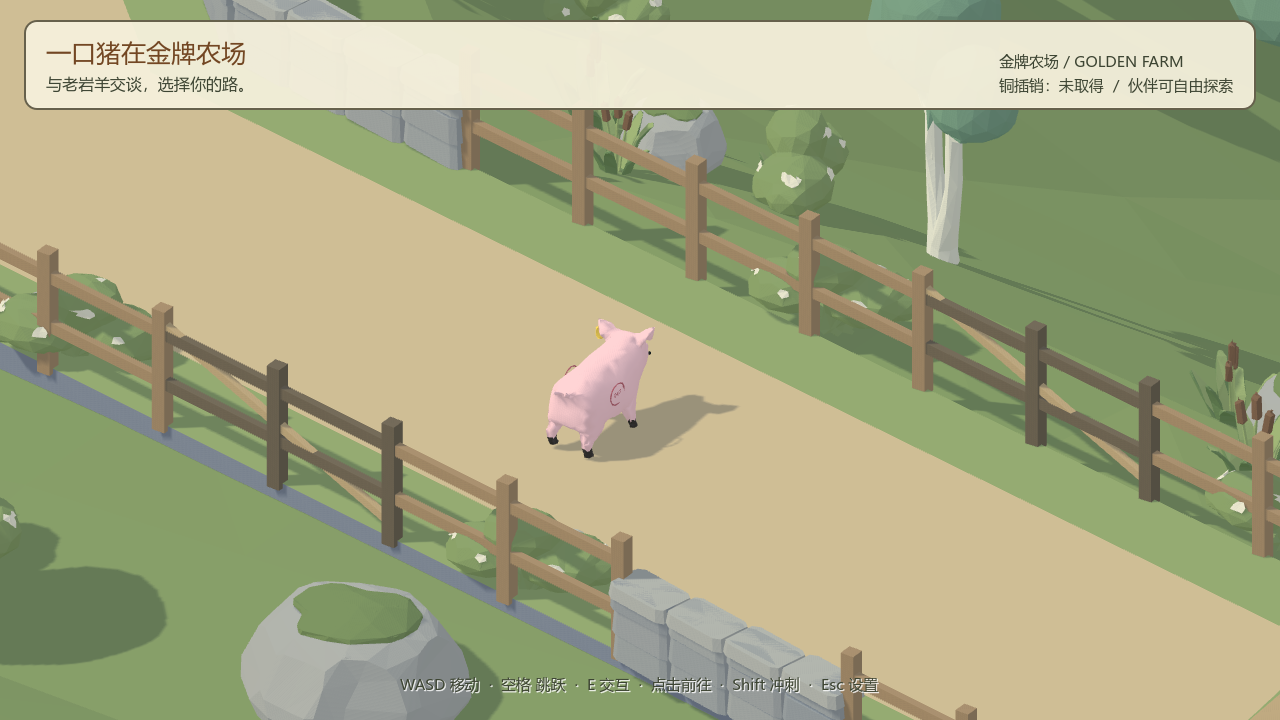 一口猪在金牌农场
与老岩羊交谈，选择你的路。
金牌农场 / GOLDEN FARM
铜插销：未取得 / 伙伴可自由探索
WASD 移动 · 空格 跳跃 · E 交互 · 点击前往 · Shift 冲刺 · Esc 设置